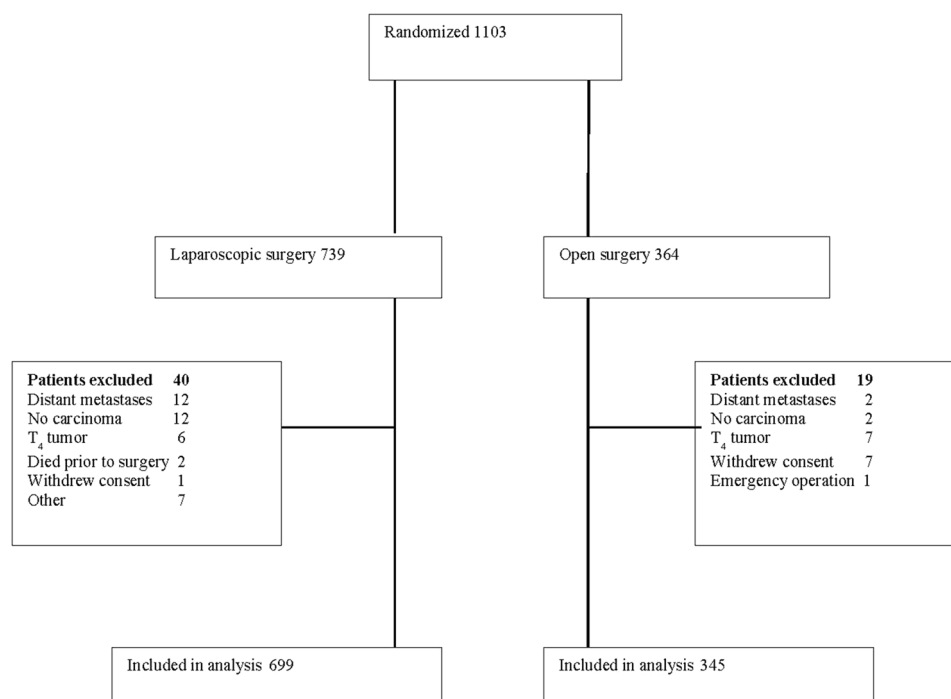 Randomized 1103
Laparoscopic surgery 739
Open surgery 364
Patients excluded 40
Distant metastases 12
No carcinoma 12
T4 tumor 6
Died prior to surgery 2
Withdrew consent 1
Other 7
Patients excluded 19
Distant metastases 2
No carcinoma 2
T4 tumor 7
Withdrew consent 7
Emergency operation 1
Included in analysis 699
Included in analysis 345